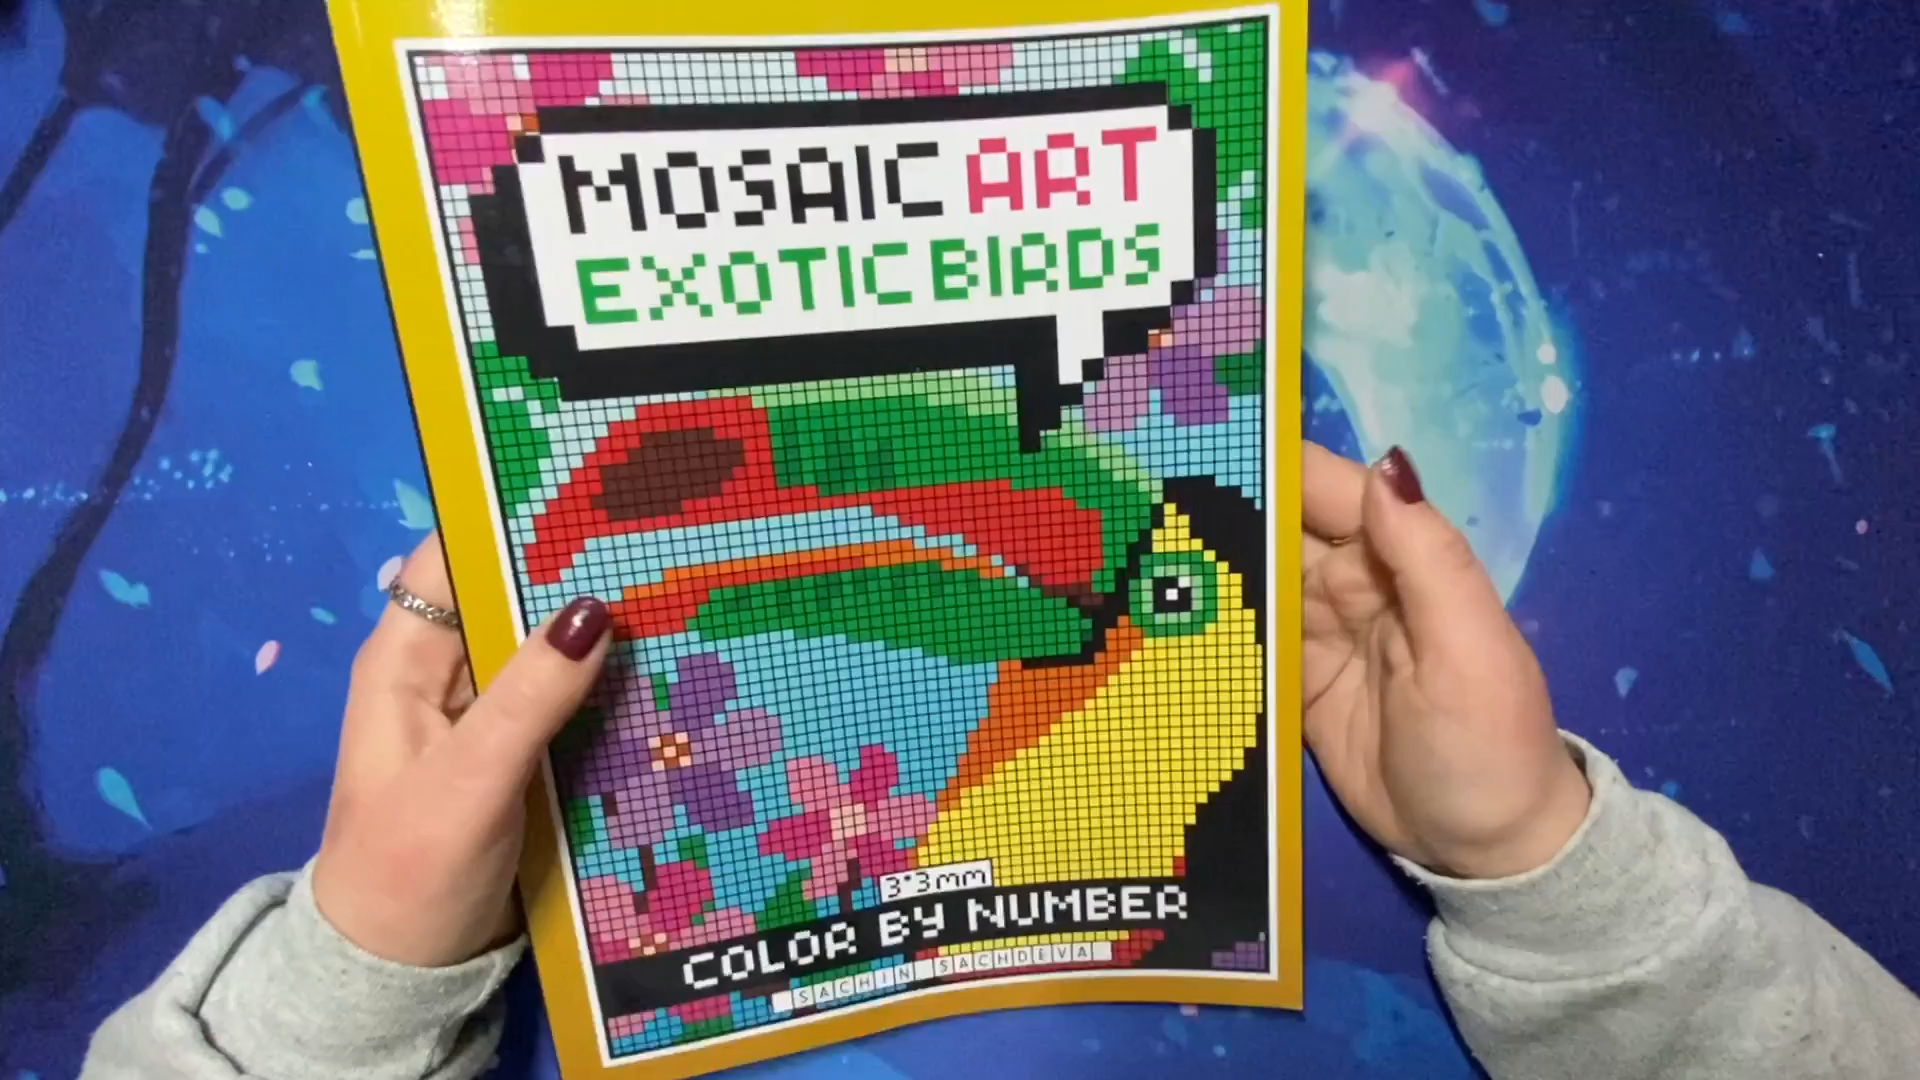 MOSAIC ART
EXOTIC BIRDS
3*3mm
COLOR BY NUMBER
SACHIN SACHDEVA